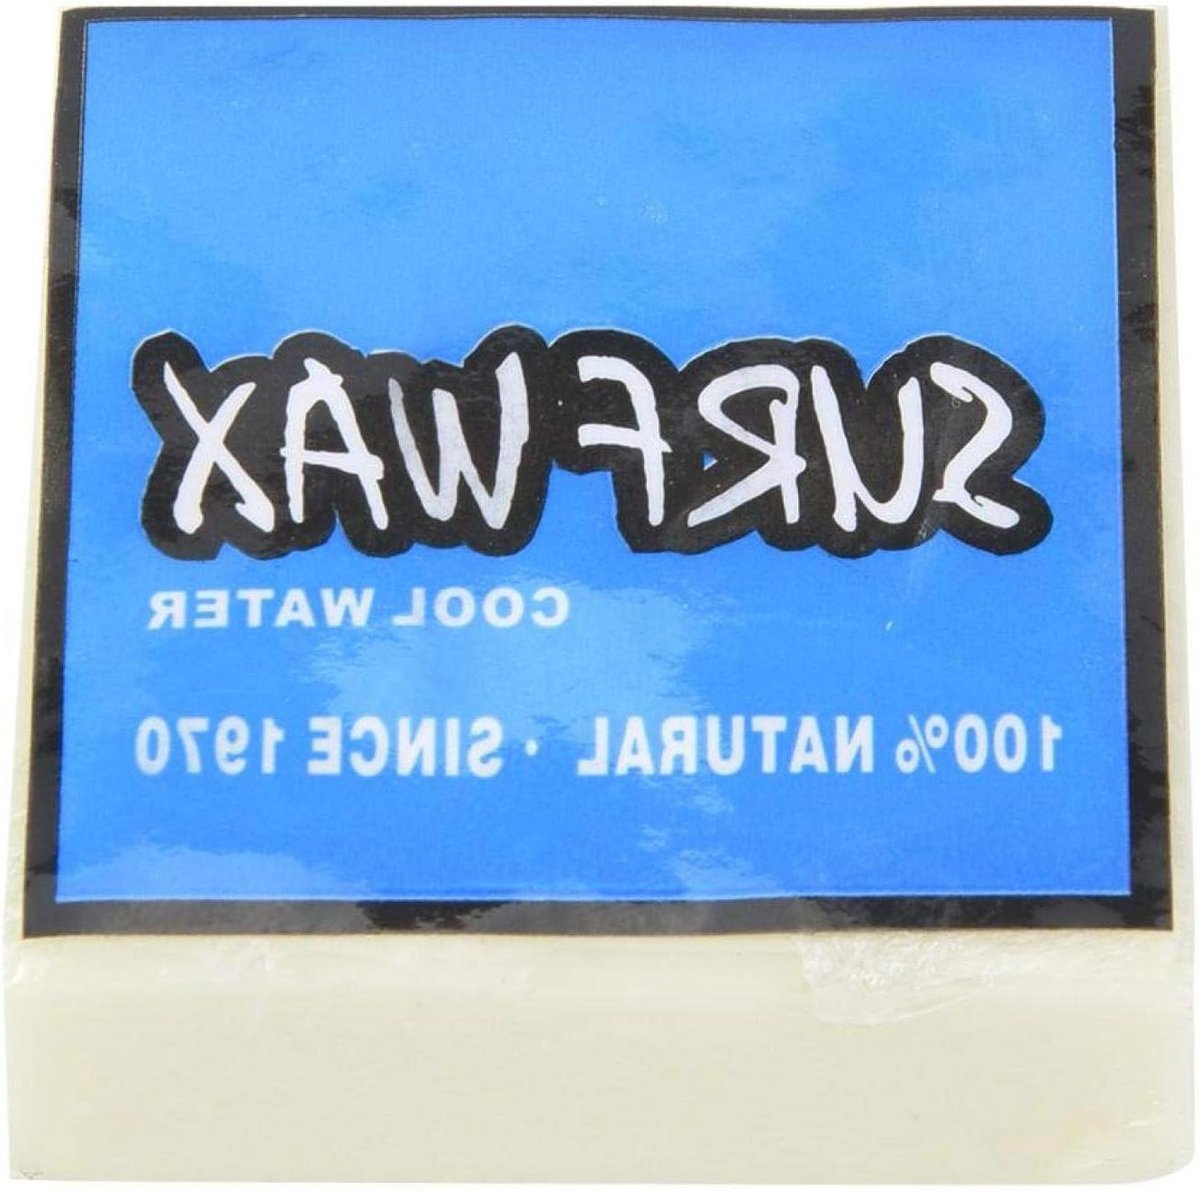 SURF WAX
COOL WATER
100% NATURAL · SINCE 1970